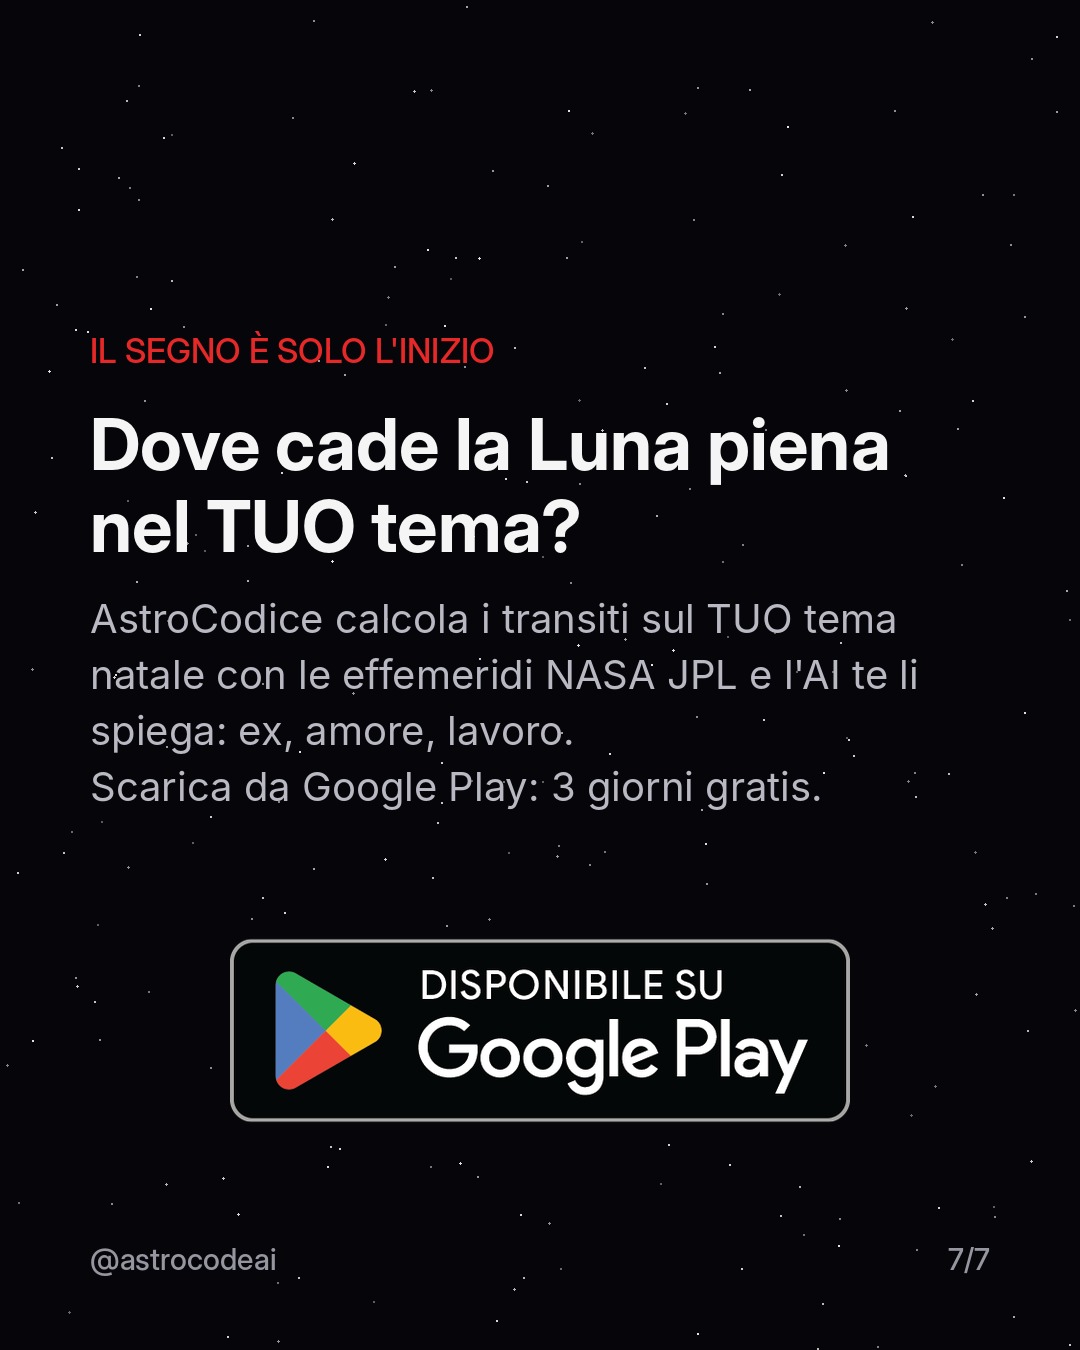 IL SEGNO È SOLO L'INIZIO
Dove cade la Luna piena
nel TUO tema?
AstroCodice calcola i transiti sul TUO tema
natale con le effemeridi NASA JPL e l'AI te li
spiega: ex, amore, lavoro.
Scarica da Google Play: 3 giorni gratis.
DISPONIBILE SU
Google Play
@astrocodeai
7/7